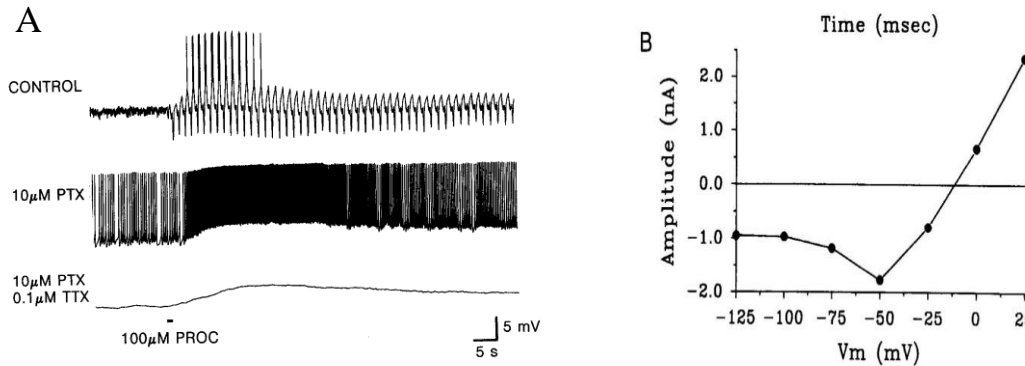 A
CONTROL
10µM PTX
10µM PTX
0.1µM TTX
100µM PROC
5 mV
5 s
Time (msec)
B
Amplitude (nA)
2.0
1.0
0.0
-1.0
-2.0
-125 -100 -75 -50 -25 0
Vm (mV)